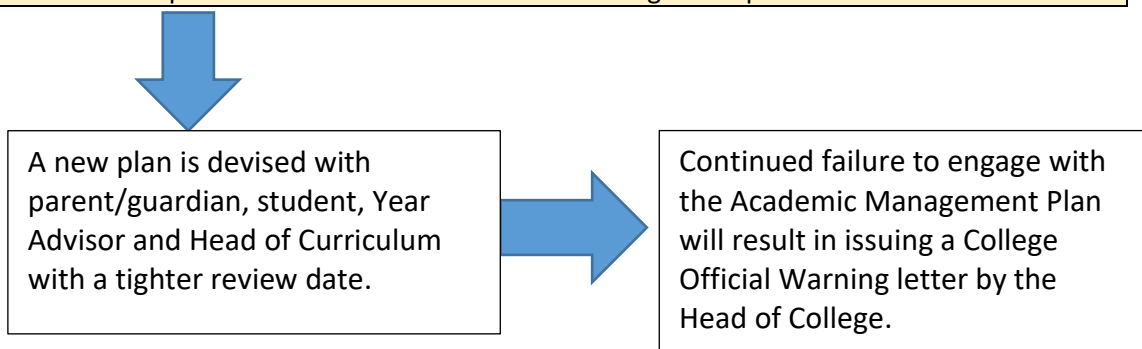 A new plan is devised with
parent/guardian, student, Year
Advisor and Head of Curriculum
with a tighter review date.
Continued failure to engage with
the Academic Management Plan
will result in issuing a College
Official Warning letter by the
Head of College.